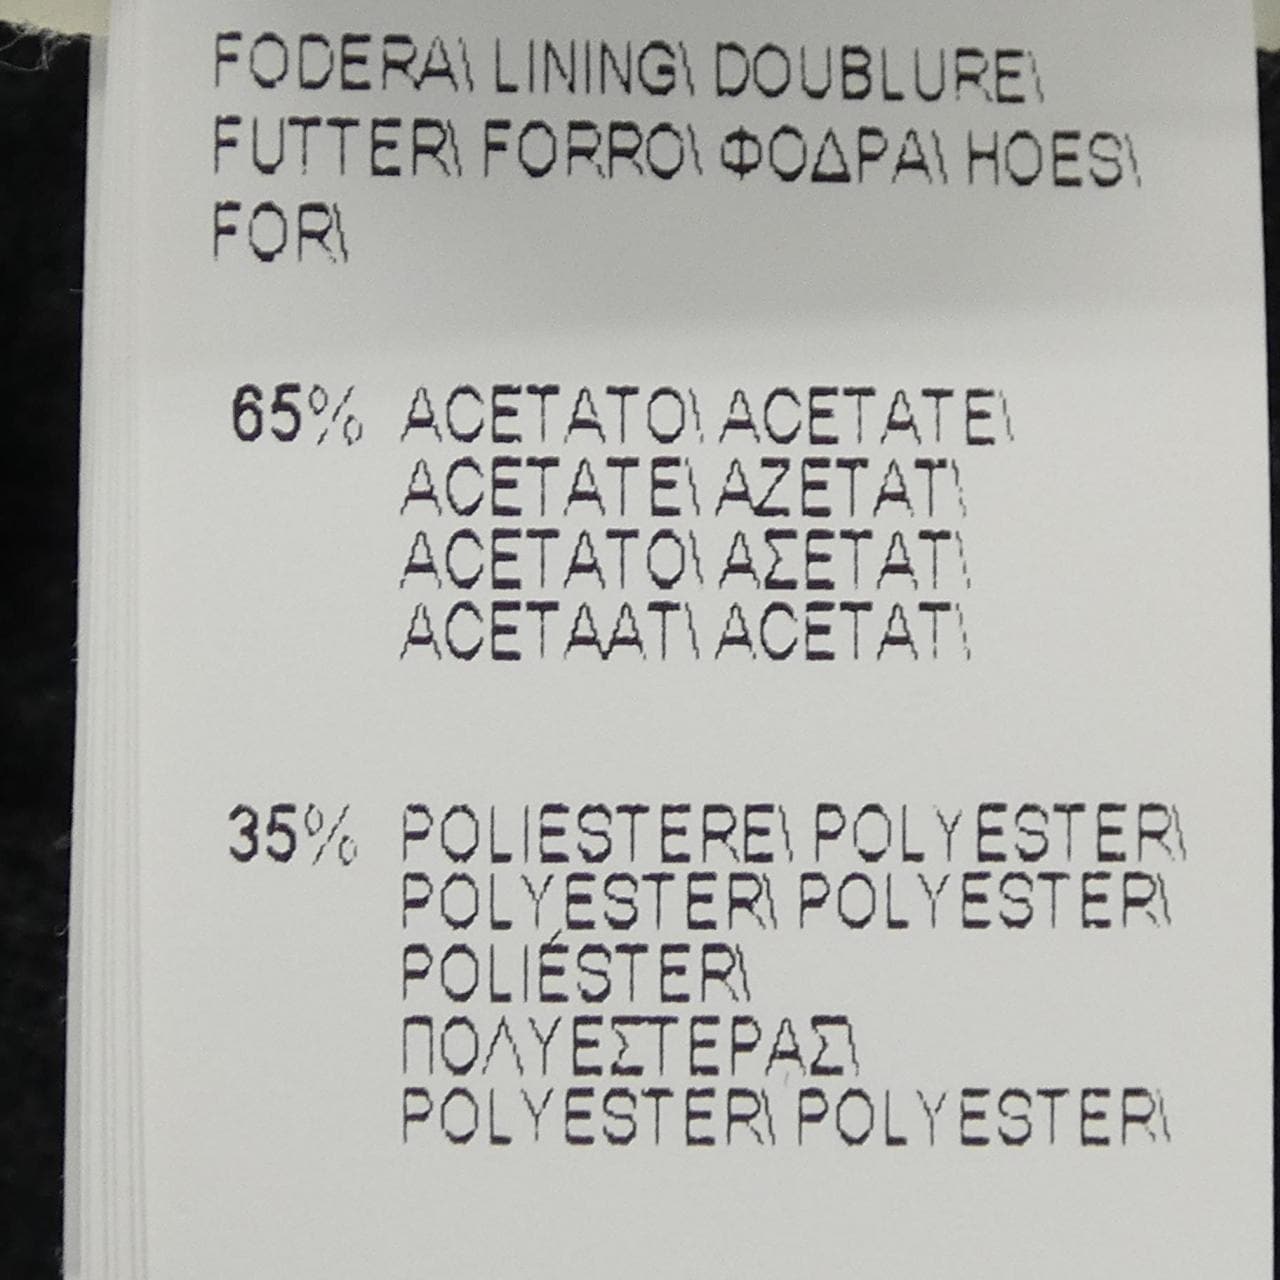 FODERA\ LINING\ DOUBLURE\
FUTTER\ FORRO\ ΦΟΔΡΑ\ HOES\
FOR\
65% ACETATO\ ACETATE\
ACETATE\ AZETAT\
ACETATO\ ΑΣΕΤΑΤ\
ACETAAT\ ACETAT\
35% POLIESTERE\ POLYESTER\
POLYESTER\ POLYESTER\
POLIÉSTER\
ΠΟΛΥΕΣΤΕΡΑΣ\
POLYESTER\ POLYESTER\